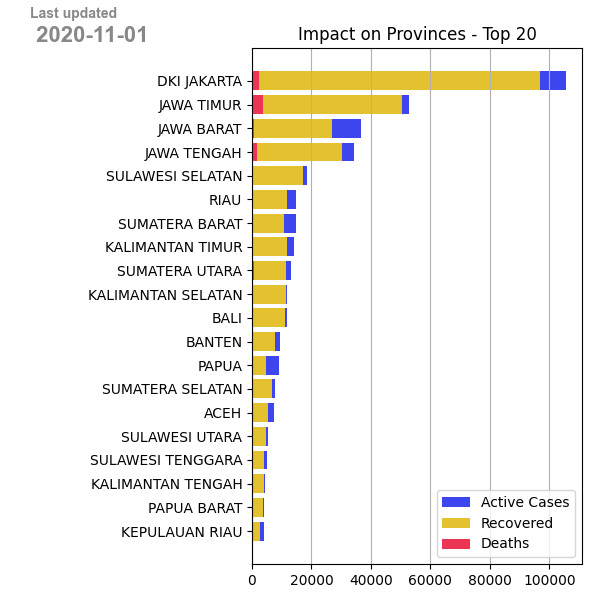 Last updated
2020-11-01
Impact on Provinces - Top 20
DKI JAKARTA
JAWA TIMUR
JAWA BARAT
JAWA TENGAH
SULAWESI SELATAN
RIAU
SUMATERA BARAT
KALIMANTAN TIMUR
SUMATERA UTARA
KALIMANTAN SELATAN
BALI
BANTEN
PAPUA
SUMATERA SELATAN
ACEH
SULAWESI UTARA
SULAWESI TENGGARA
KALIMANTAN TENGAH
PAPUA BARAT
KEPULAUAN RIAU
Active Cases
Recovered
Deaths
0 20000 40000 60000 80000 100000